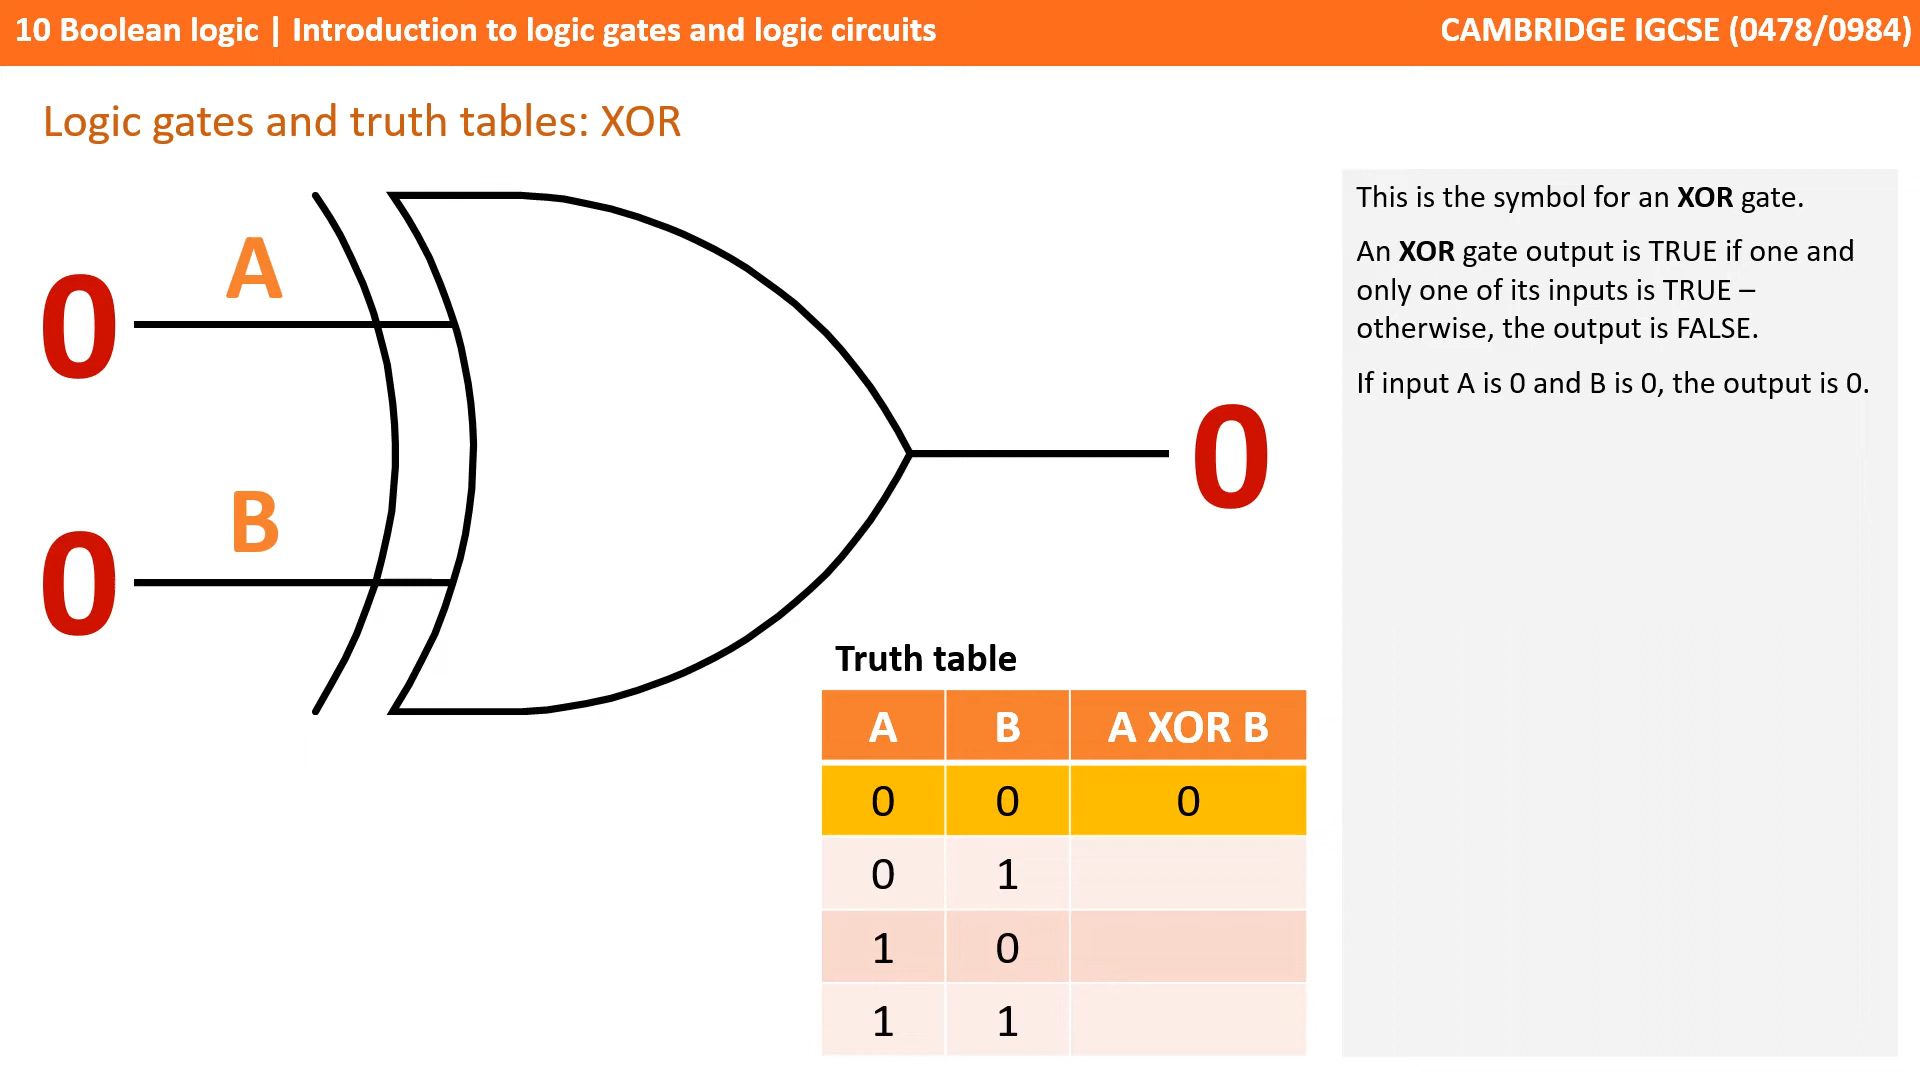 10 Boolean logic | Introduction to logic gates and logic circuits
CAMBRIDGE IGCSE (0478/0984)
Logic gates and truth tables: XOR
A
0
B
0
0
This is the symbol for an XOR gate.
An XOR gate output is TRUE if one and
only one of its inputs is TRUE –
otherwise, the output is FALSE.
If input A is 0 and B is 0, the output is 0.
Truth table
A B A XOR B
0 0 0
0 1
1 0
1 1